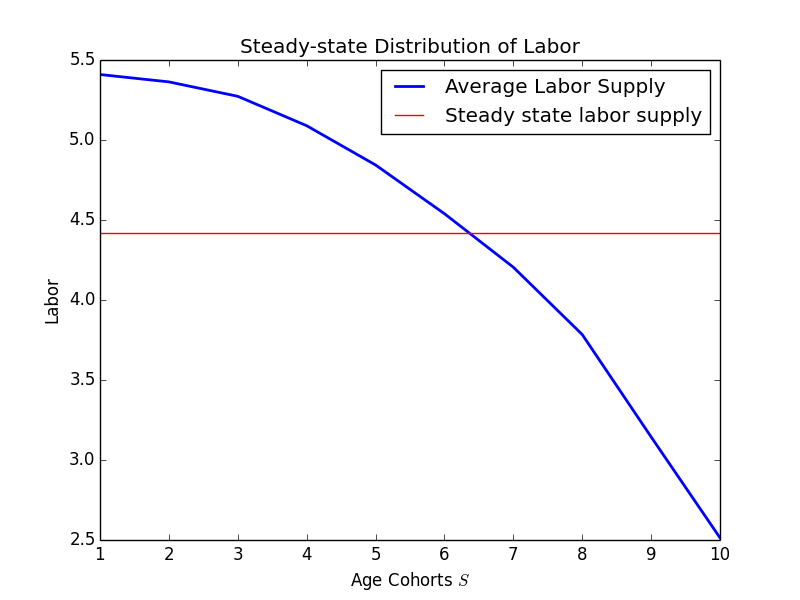 Steady-state Distribution of Labor
Average Labor Supply
Steady state labor supply
5.5
5.0
4.5
4.0
3.5
3.0
2.5
Labor
1 2 3 4 5 6 7 8 9 10
Age Cohorts S